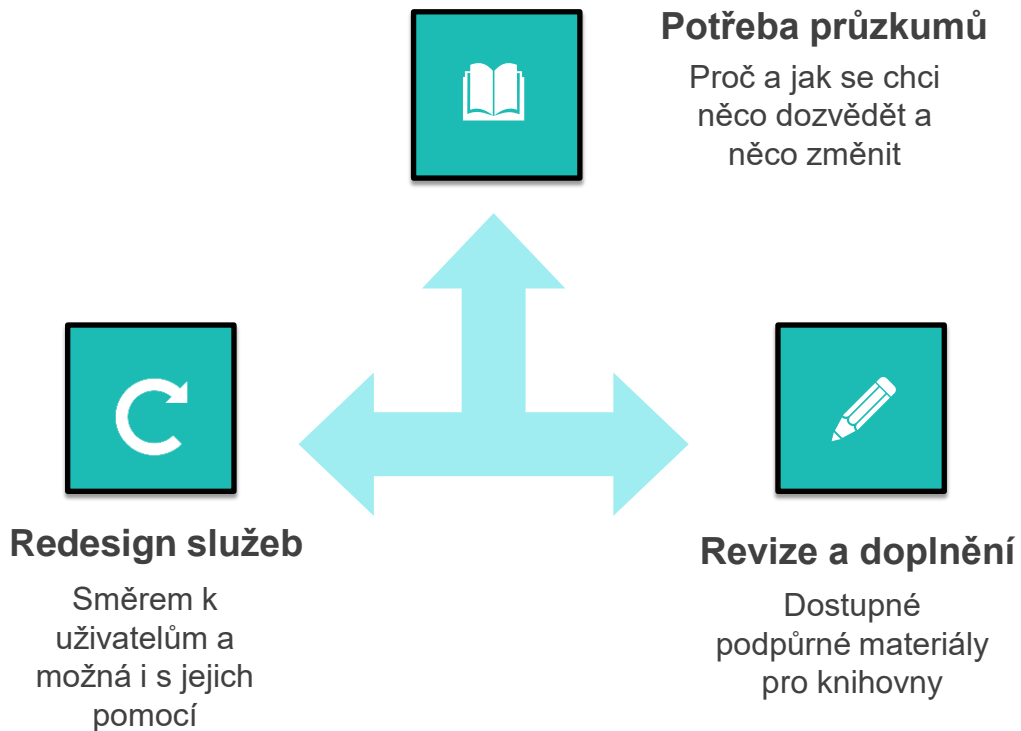 Potřeba průzkumů
Proč a jak se chci
něco dozvědět a
něco změnit
Redesign služeb
Směrem k
uživatelům a
možná i s jejich
pomocí
Revize a doplnění
Dostupné
podpůrné materiály
pro knihovny